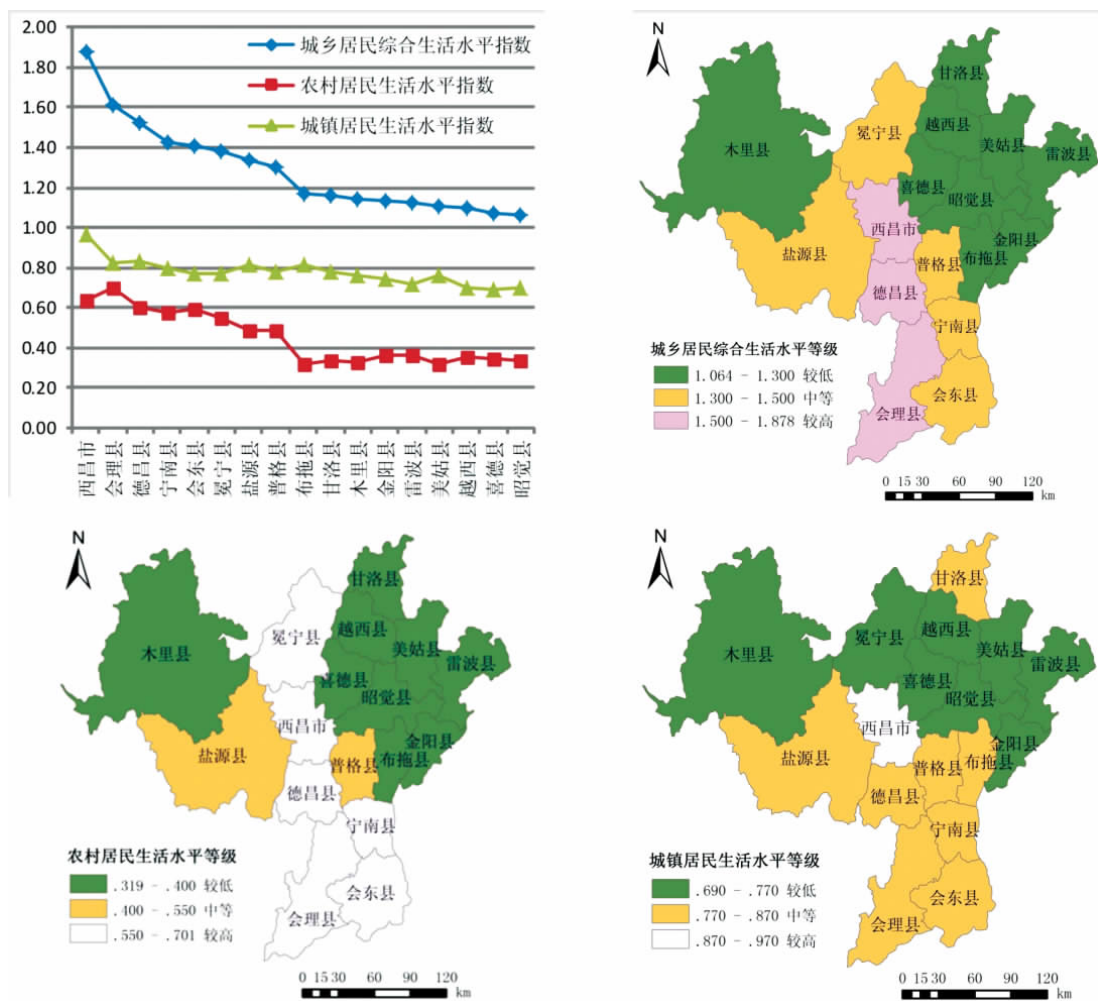 2.00
1.80
1.60
1.40
1.20
1.00
0.80
0.60
0.40
0.20
0.00
城乡居民综合生活水平指数
农村居民生活水平指数
城镇居民生活水平指数
西昌市
会理县
德昌县
宁南县
会东县
冕宁县
盐源县
普格县
布拖县
甘洛县
木里县
金阳县
雷波县
美姑县
越西县
喜德县
昭觉县
N
甘洛县
越西县
冕宁县
美姑县
木里县
雷波县
喜德县
昭觉县
西昌市
金阳县
盐源县
普格县
布拖县
德昌县
宁南县
会东县
会理县
城乡居民综合生活水平等级
1.064 - 1.300 较低
1.300 - 1.500 中等
1.500 - 1.878 较高
0 15 30 60 90 120
km
N
甘洛县
越西县
冕宁县
美姑县
木里县
雷波县
喜德县
昭觉县
西昌市
金阳县
盐源县
普格县
布拖县
德昌县
宁南县
会东县
会理县
农村居民生活水平等级
.319 - .400 较低
.400 - .550 中等
.550 - .701 较高
0 15 30 60 90 120
km
N
甘洛县
越西县
冕宁县
美姑县
木里县
雷波县
喜德县
昭觉县
西昌市
金阳县
盐源县
普格县
布拖县
德昌县
宁南县
会东县
会理县
城镇居民生活水平等级
.690 - .770 较低
.770 - .870 中等
.870 - .970 较高
0 15 30 60 90 120
km